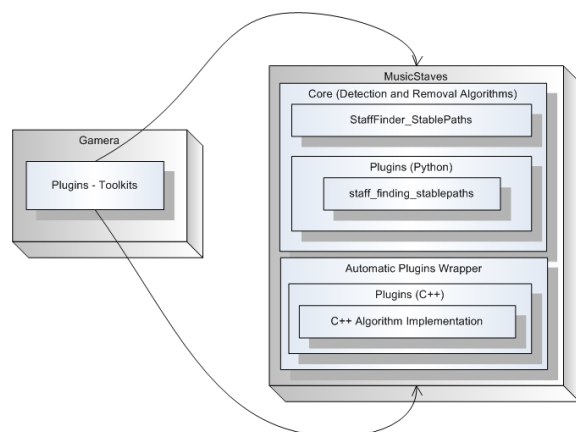 Gamera
Plugins - Toolkits
MusicStaves
Core (Detection and Removal Algorithms)
StaffFinder_StablePaths
Plugins (Python)
staff_finding_stablepaths
Automatic Plugins Wrapper
Plugins (C++)
C++ Algorithm Implementation